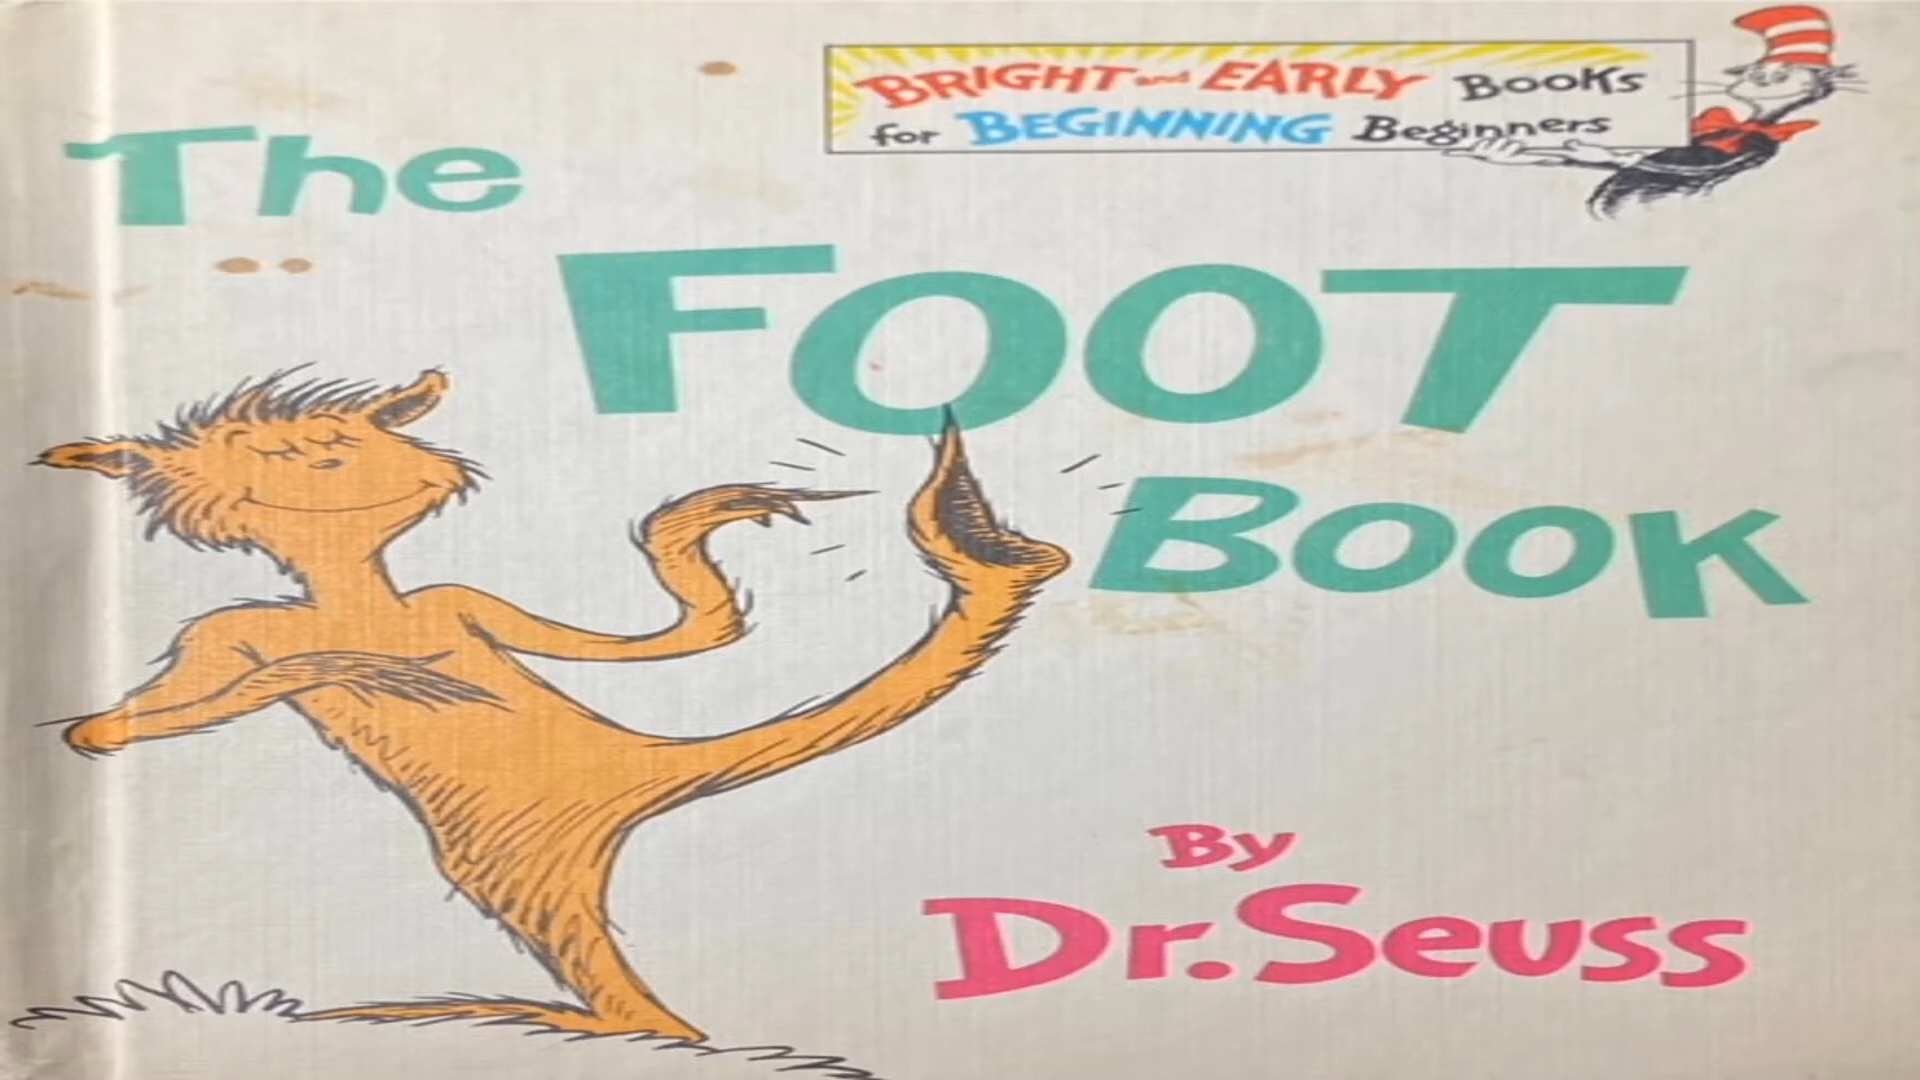 BRIGHT and EARLY BOOKS
for BEGINNING Beginners
The
FOOT
BOOK
By
Dr. Seuss